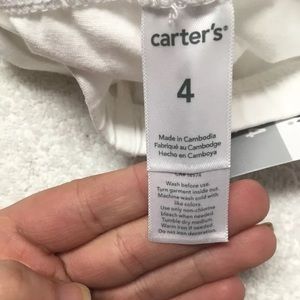 carter's®
4
Made in Cambodia
Fabriqué au Cambodge
Hecho en Camboya
Wash before use.
Turn garment inside out.
Machine wash cold with
like colors.
Use only non-chlorine
bleach when needed.
Tumble dry medium.
Warm iron if needed.
Do not iron decoration.